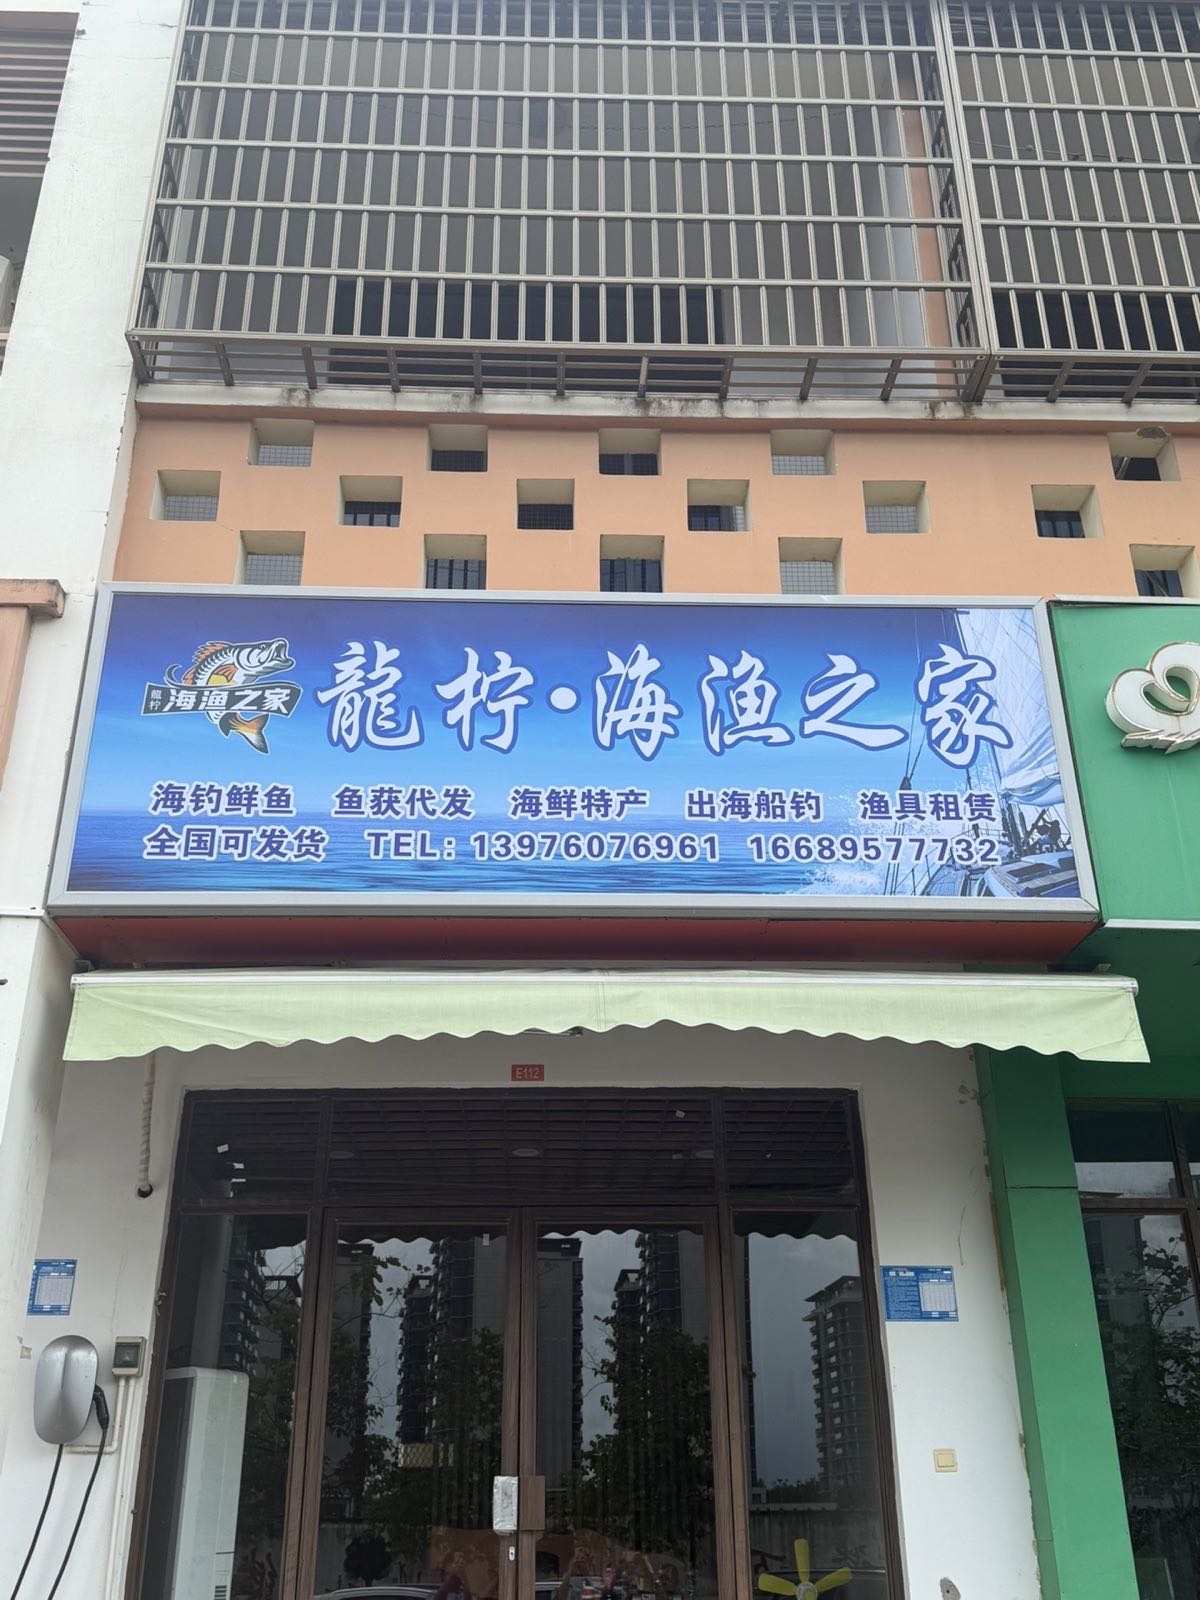 龍柠
海渔之家
龍柠·海渔之家
海钓鲜鱼 鱼获代发 海鲜特产 出海船钓 渔具租赁
全国可发货 TEL: 13976076961 16689577732
E112